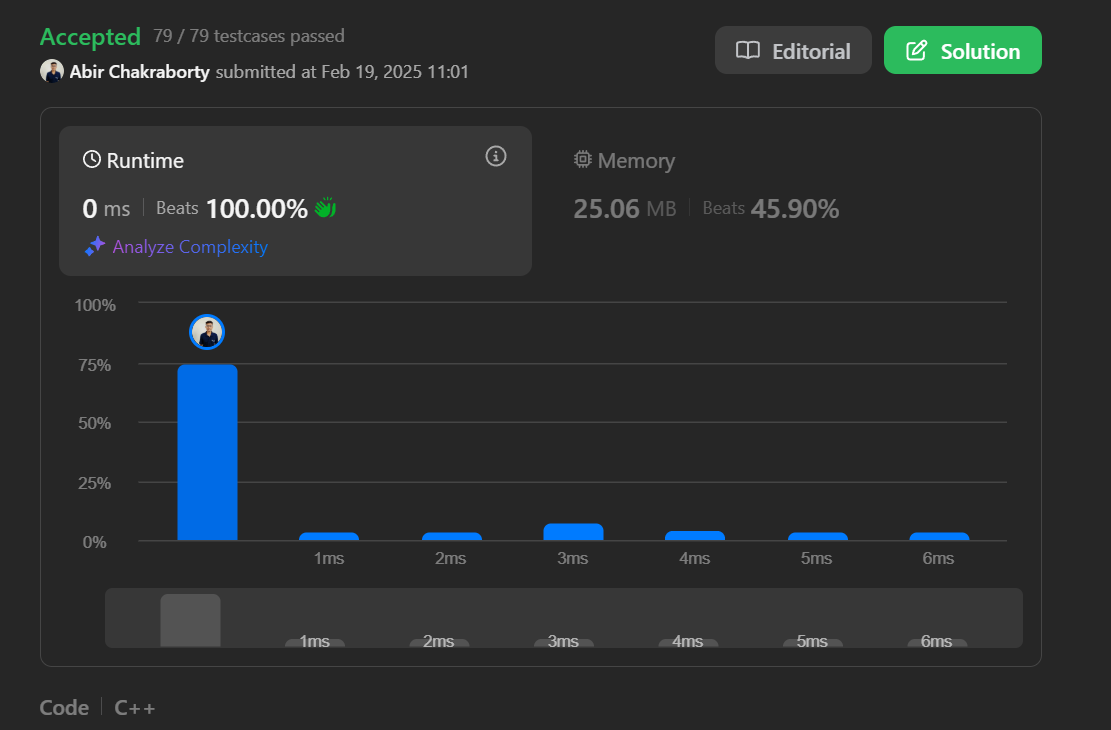 Accepted 79 / 79 testcases passed
Abir Chakraborty submitted at Feb 19, 2025 11:01
Editorial
Solution
Runtime
0 ms Beats 100.00%
Analyze Complexity
Memory
25.06 MB Beats 45.90%
100%
75%
50%
25%
0%
1ms 2ms 3ms 4ms 5ms 6ms
1ms 2ms 3ms 4ms 5ms 6ms
Code C++